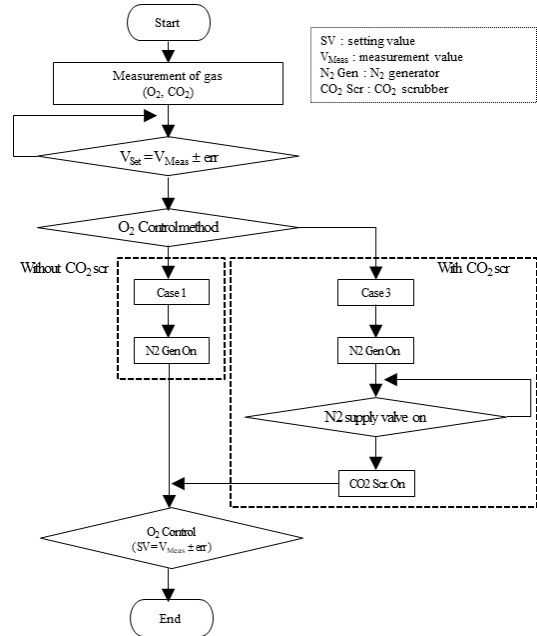 Start
SV : setting value
VMeas : measurement value
N2 Gen : N2 generator
CO2 Scr : CO2 scrubber
Measurement of gas
(O2, CO2)
VSet = VMeas ± err
O2 Control method
Without CO2 scr
With CO2 scr
Case 1
Case 3
N2 Gen On
N2 Gen On
N2 supply valve on
CO2 Scr. On
O2 Control
(SV=VMeas ± err)
End